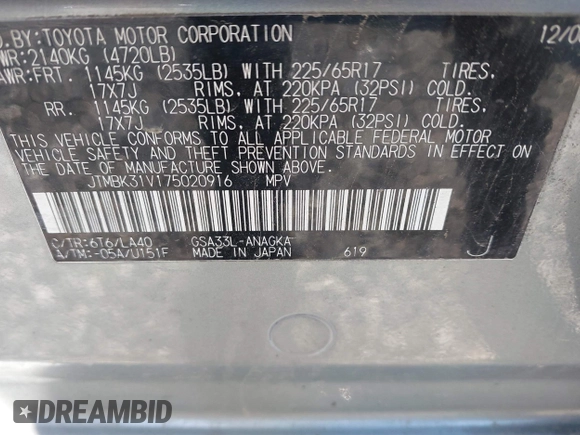 D.BY:TOYOTA MOTOR CORPORATION 12/0
WR:2140KG (4720LB)
AWR:FRT. 1145KG (2535LB) WITH 225/65R17 TIRES,
17X7J RIMS, AT 220KPA (32PSI) COLD.
RR. 1145KG (2535LB) WITH 225/65R17 TIRES,
17X7J RIMS, AT 220KPA (32PSI) COLD.
THIS VEHICLE CONFORMS TO ALL APPLICABLE FEDERAL MOTOR
VEHICLE SAFETY AND THEFT PREVENTION STANDARDS IN EFFECT ON
THE DATE OF MANUFACTURE SHOWN ABOVE.
JTMBK31V175020916 MPV
C/TR:6T6/LA40 GSA33L-ANAGKA
A/TM:-05A/U151F MADE IN JAPAN 619 J
DREAMBID